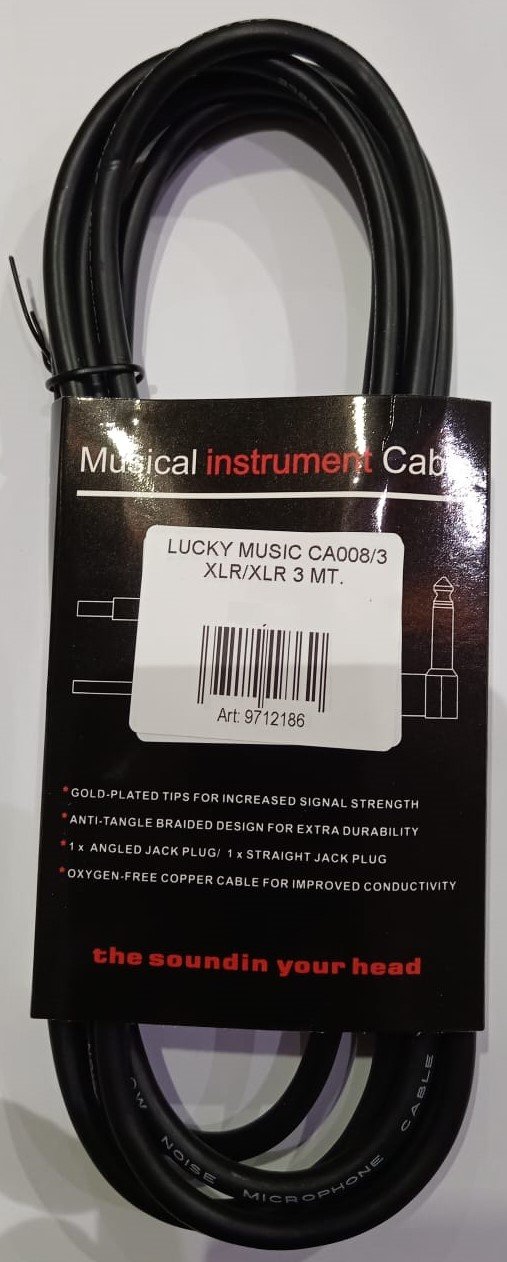 Musical instrument Cab
LUCKY MUSIC CA008/3
XLR/XLR 3 MT.
Art: 9712186
*GOLD-PLATED TIPS FOR INCREASED SIGNAL STRENGTH
*ANTI-TANGLE BRAIDED DESIGN FOR EXTRA DURABILITY
*1 x ANGLED JACK PLUG/ 1 x STRAIGHT JACK PLUG
*OXYGEN-FREE COPPER CABLE FOR IMPROVED CONDUCTIVITY
the soundin your head
OW NOISE MICROPHONE CABLE